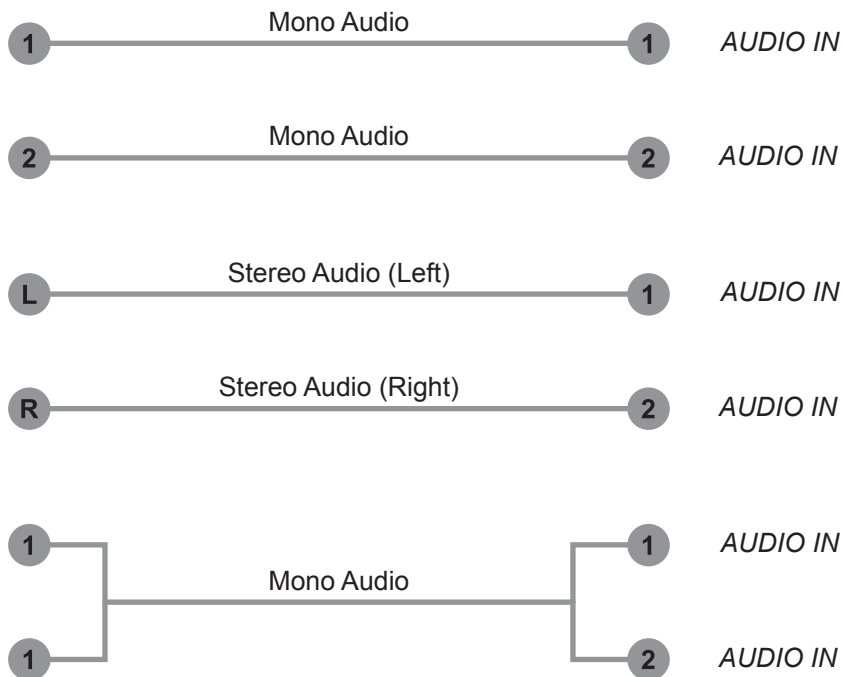 Mono Audio
1 1 AUDIO IN
Mono Audio
2 2 AUDIO IN
Stereo Audio (Left)
L 1 AUDIO IN
Stereo Audio (Right)
R 2 AUDIO IN
1 1 AUDIO IN
Mono Audio
1 2 AUDIO IN